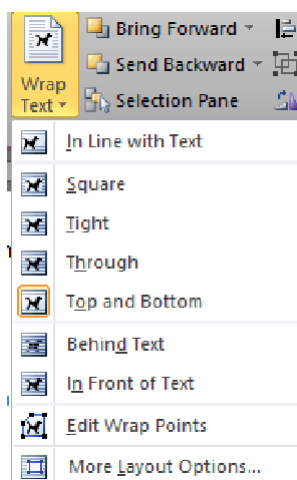 Bring Forward
Send Backward
Wrap
Text
Selection Pane
In Line with Text
Square
Tight
Through
Top and Bottom
Behind Text
In Front of Text
Edit Wrap Points
More Layout Options...